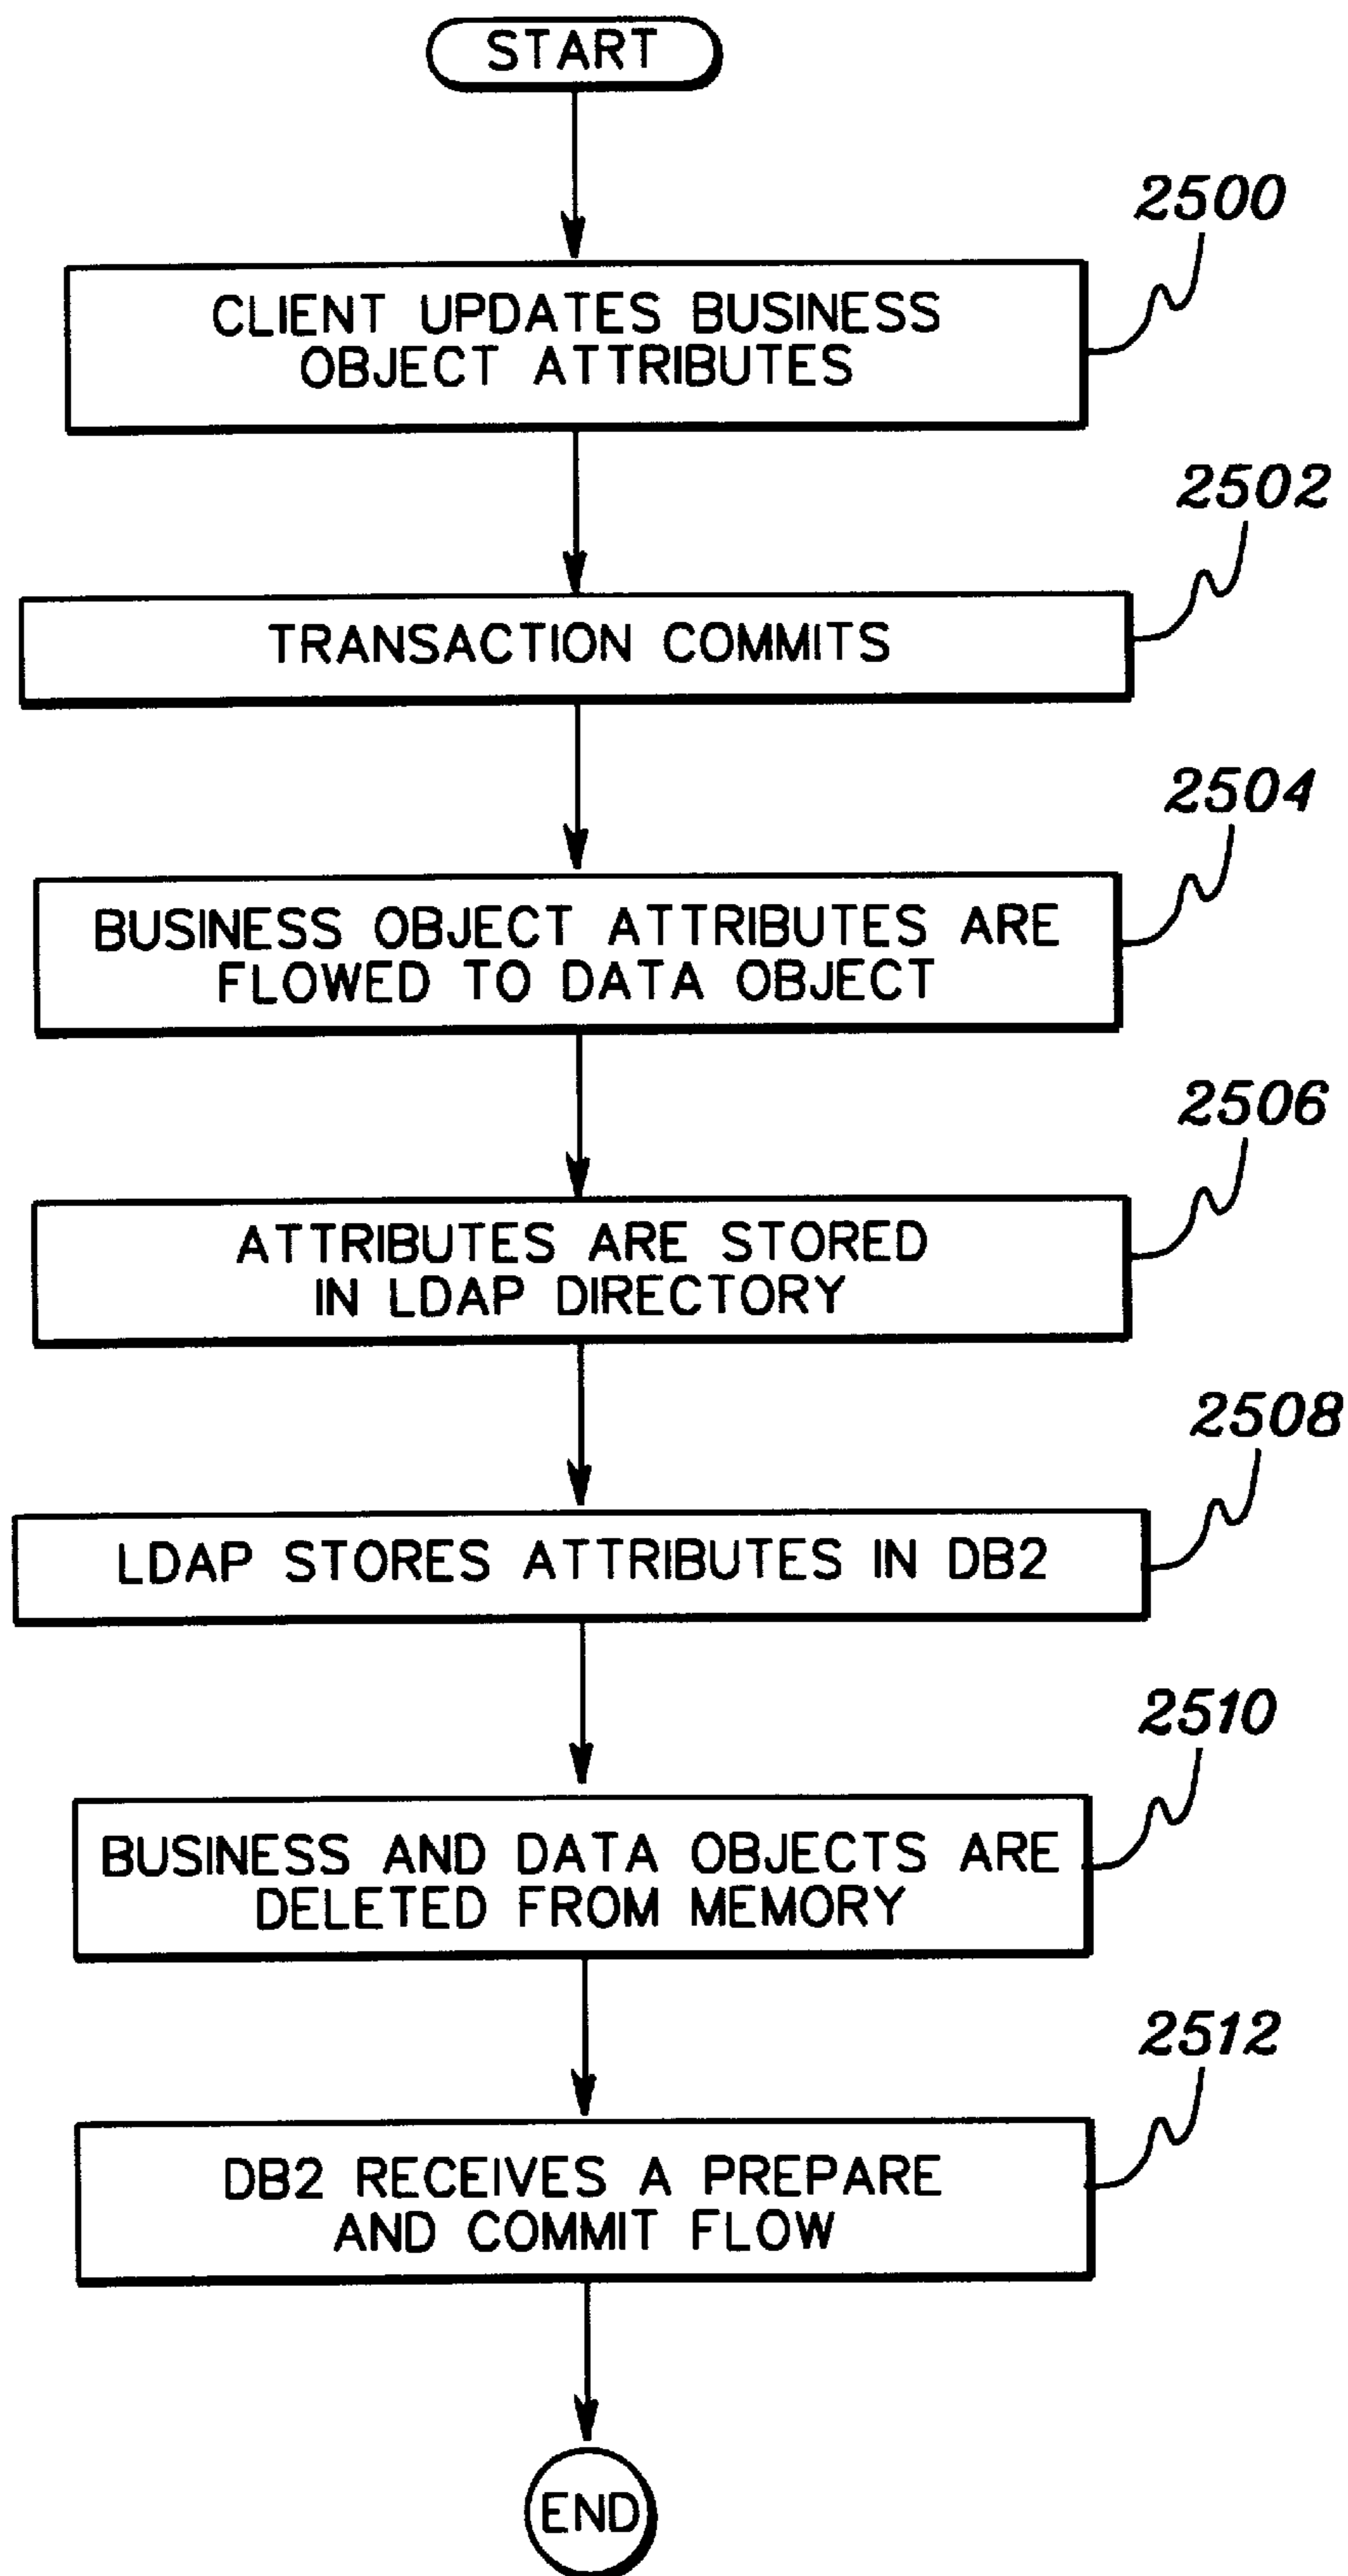 START
2500
CLIENT UPDATES BUSINESS
OBJECT ATTRIBUTES
2502
TRANSACTION COMMITS
2504
BUSINESS OBJECT ATTRIBUTES ARE
FLOWED TO DATA OBJECT
2506
ATTRIBUTES ARE STORED
IN LDAP DIRECTORY
2508
LDAP STORES ATTRIBUTES IN DB2
2510
BUSINESS AND DATA OBJECTS ARE
DELETED FROM MEMORY
2512
DB2 RECEIVES A PREPARE
AND COMMIT FLOW
END